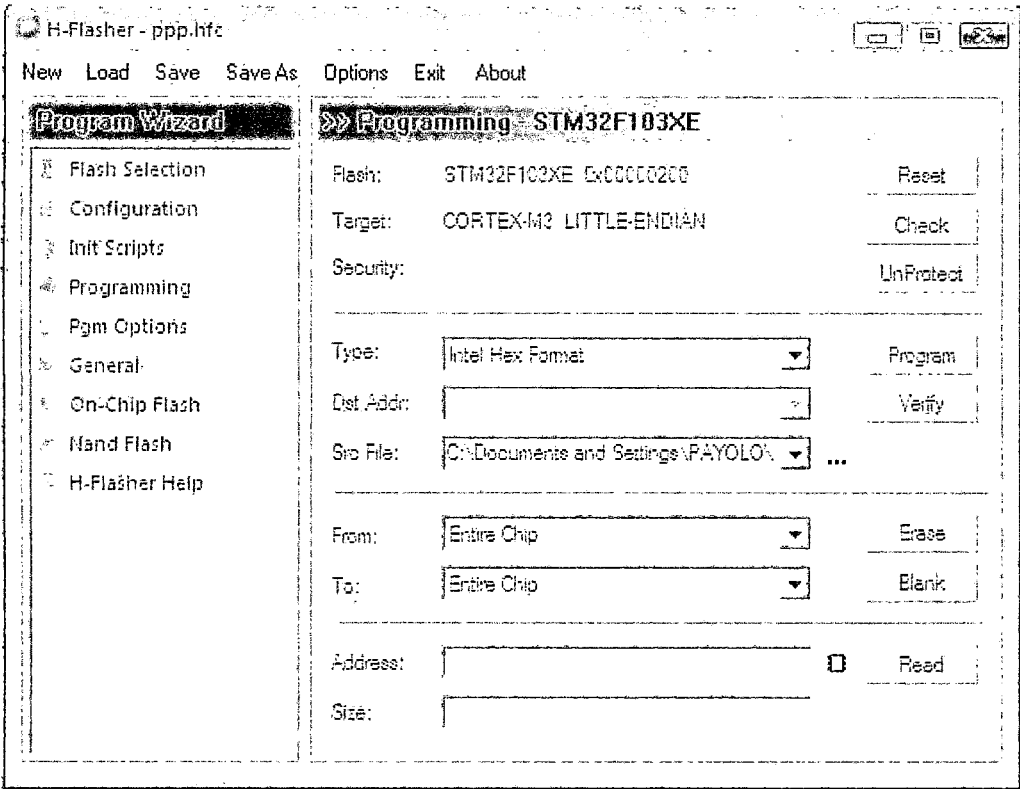 H-Flasher - ppp.hfc
New Load Save Save As Options Exit About
Program Wizard
Flash Selection
Configuration
Init Scripts
Programming
Pgm Options
General
On-Chip Flash
Nand Flash
H-Flasher Help
>> Programming - STM32F103XE
Flash: STM32F103XE 0x00000200 Reset
Target: CORTEX-M3 LITTLE-ENDIAN Check
Security: UnProtect
Type: Intel Hex Format Program
Dst Addr: Verify
Src File: C:\Documents and Settings\PAYOLO\ ...
From: Entire Chip Erase
To: Entire Chip Blank
Address: Read
Size: